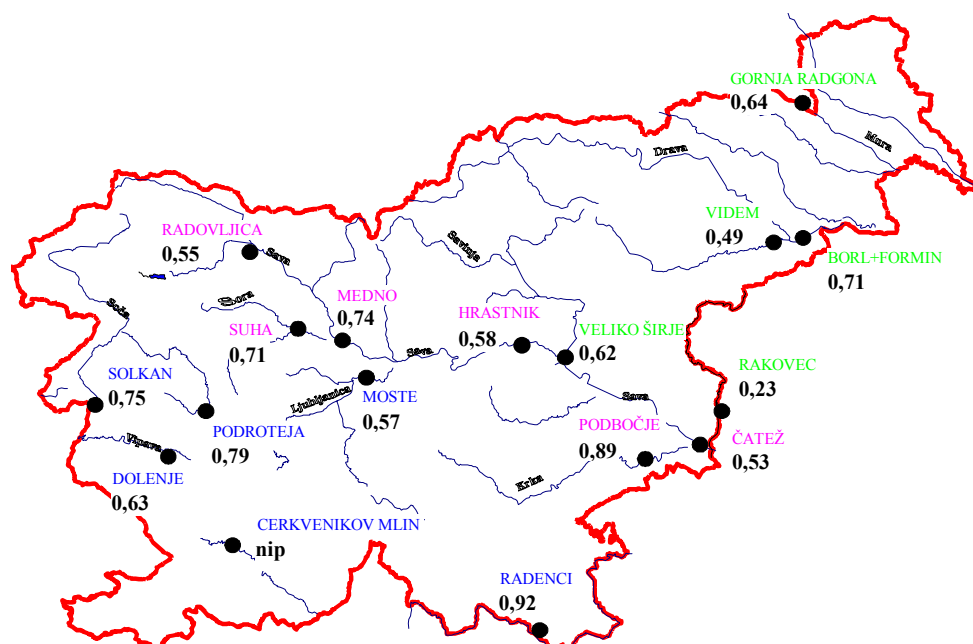 GORNJA RADGONA
0,64
Mura
Drava
VIDEM
0,49
BORL+FORMIN
0,71
RADOVLJICA
0,55
Sava
Savinja
Soča
Sora
MEDNO
0,74
SUHA
0,71
HRASTNIK
0,58
VELIKO ŠIRJE
0,62
Sava
SOLKAN
0,75
Ljubljanica
MOSTE
0,57
Sava
RAKOVEC
0,23
PODROTEJA
0,79
Vipava
DOLENJE
0,63
PODBOČJE
0,89
ČATEŽ
0,53
Krka
CERKVENIKOV MLIN
nip
RADENCI
0,92